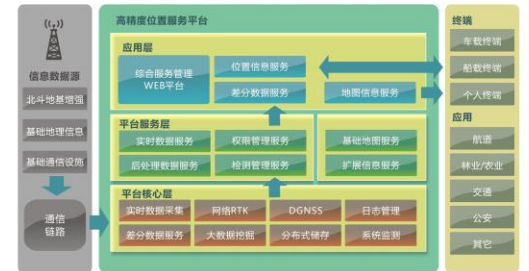 信息数据源
北斗地基增强
基础地理信息
基础通信设施
通信
链路
高精度位置服务平台
应用层
综合服务管理
WEB平台
位置信息服务
差分数据服务
地图信息服务
平台服务层
实时数据服务
权限管理服务
后处理数据服务
检测管理服务
基础地图服务
扩展信息服务
平台核心层
实时数据采集
网络RTK
DGNSS
日志管理
差分数据服务
大数据挖掘
分布式储存
系统监测
终端
车载终端
船载终端
个人终端
应用
航道
林业/农业
交通
公安
其它